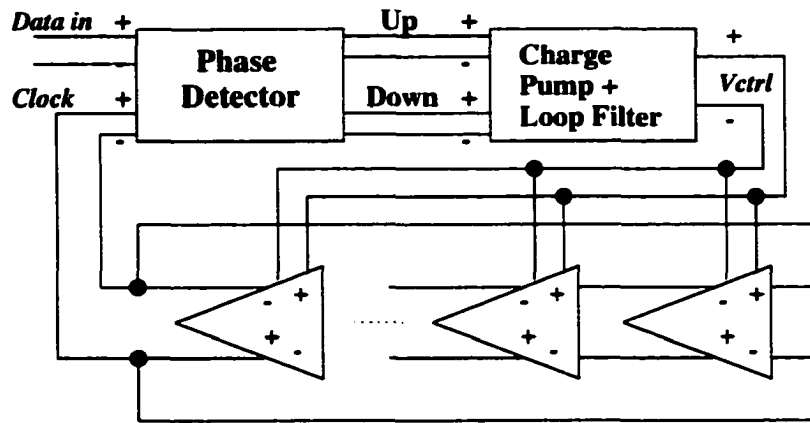 Data in + Up + +
- -
Phase Detector
Charge Pump + Loop Filter
Clock + Down + Vctrl
- - -
- + - + - +
+ - + - + -